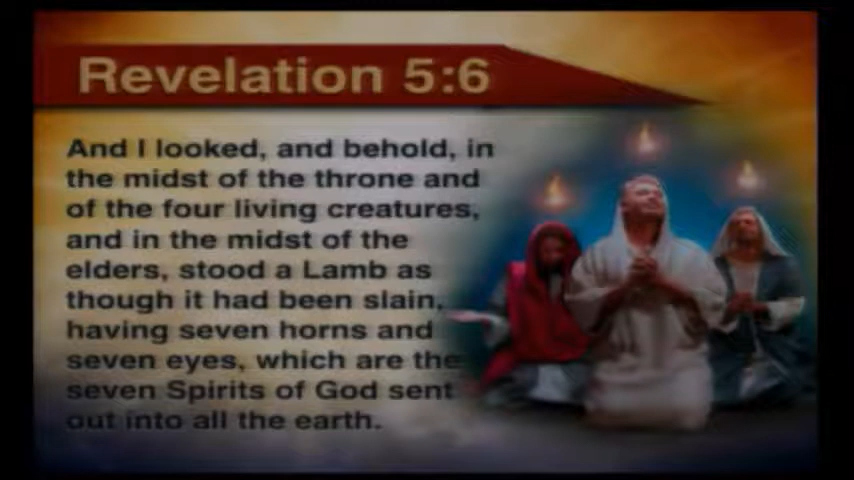 Revelation 5:6
And I looked, and behold, in
the midst of the throne and
of the four living creatures,
and in the midst of the
elders, stood a Lamb as
though it had been slain,
having seven horns and
seven eyes, which are the
seven Spirits of God sent
out into all the earth.